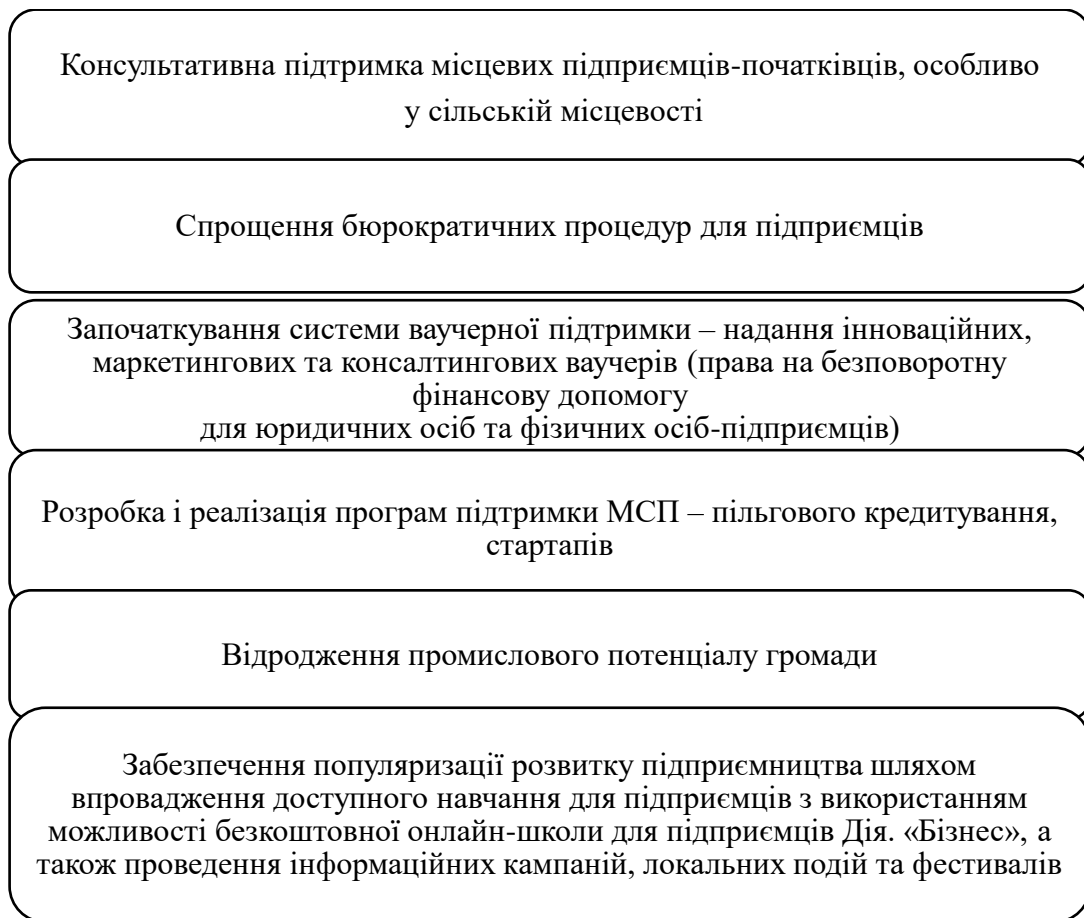 Консультативна підтримка місцевих підприємців-початківців, особливо
у сільській місцевості
Спрощення бюрократичних процедур для підприємців
Започаткування системи ваучерної підтримки – надання інноваційних,
маркетингових та консалтингових ваучерів (права на безповоротну
фінансову допомогу
для юридичних осіб та фізичних осіб-підприємців)
Розробка і реалізація програм підтримки МСП – пільгового кредитування,
стартапів
Відродження промислового потенціалу громади
Забезпечення популяризації розвитку підприємництва шляхом
впровадження доступного навчання для підприємців з використанням
можливості безкоштовної онлайн-школи для підприємців Дія. «Бізнес», а
також проведення інформаційних кампаній, локальних подій та фестивалів